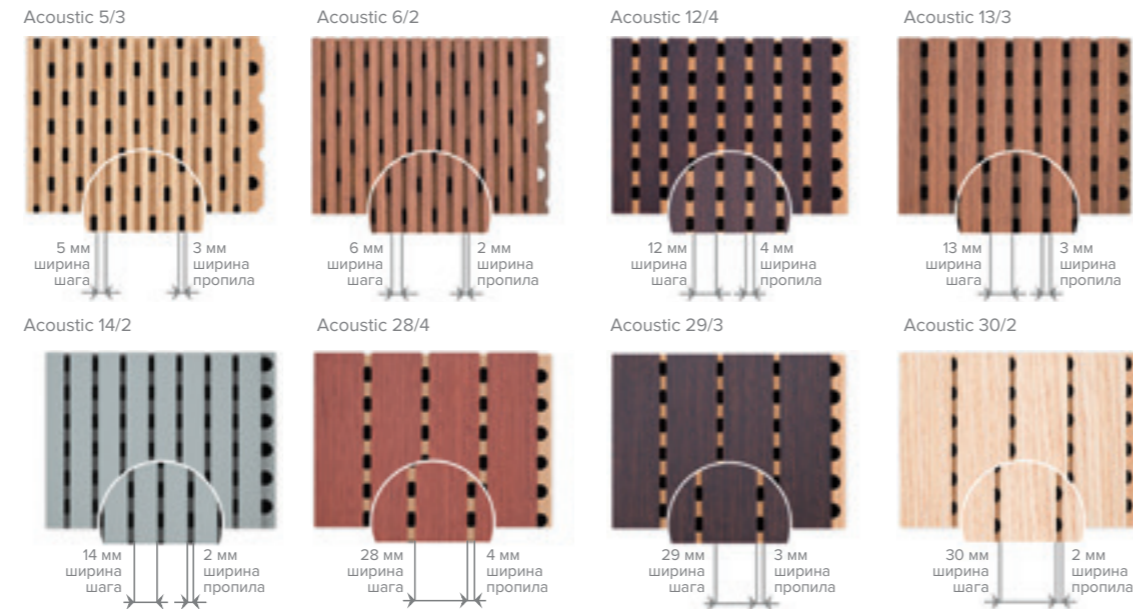 Acoustic 5/3
Acoustic 6/2
Acoustic 12/4
Acoustic 13/3
5 мм
ширина
шага
3 мм
ширина
пропила
6 мм
ширина
шага
2 мм
ширина
пропила
12 мм
ширина
шага
4 мм
ширина
пропила
13 мм
ширина
шага
3 мм
ширина
пропила
Acoustic 14/2
Acoustic 28/4
Acoustic 29/3
Acoustic 30/2
14 мм
ширина
шага
2 мм
ширина
пропила
28 мм
ширина
шага
4 мм
ширина
пропила
29 мм
ширина
шага
3 мм
ширина
пропила
30 мм
ширина
шага
2 мм
ширина
пропила